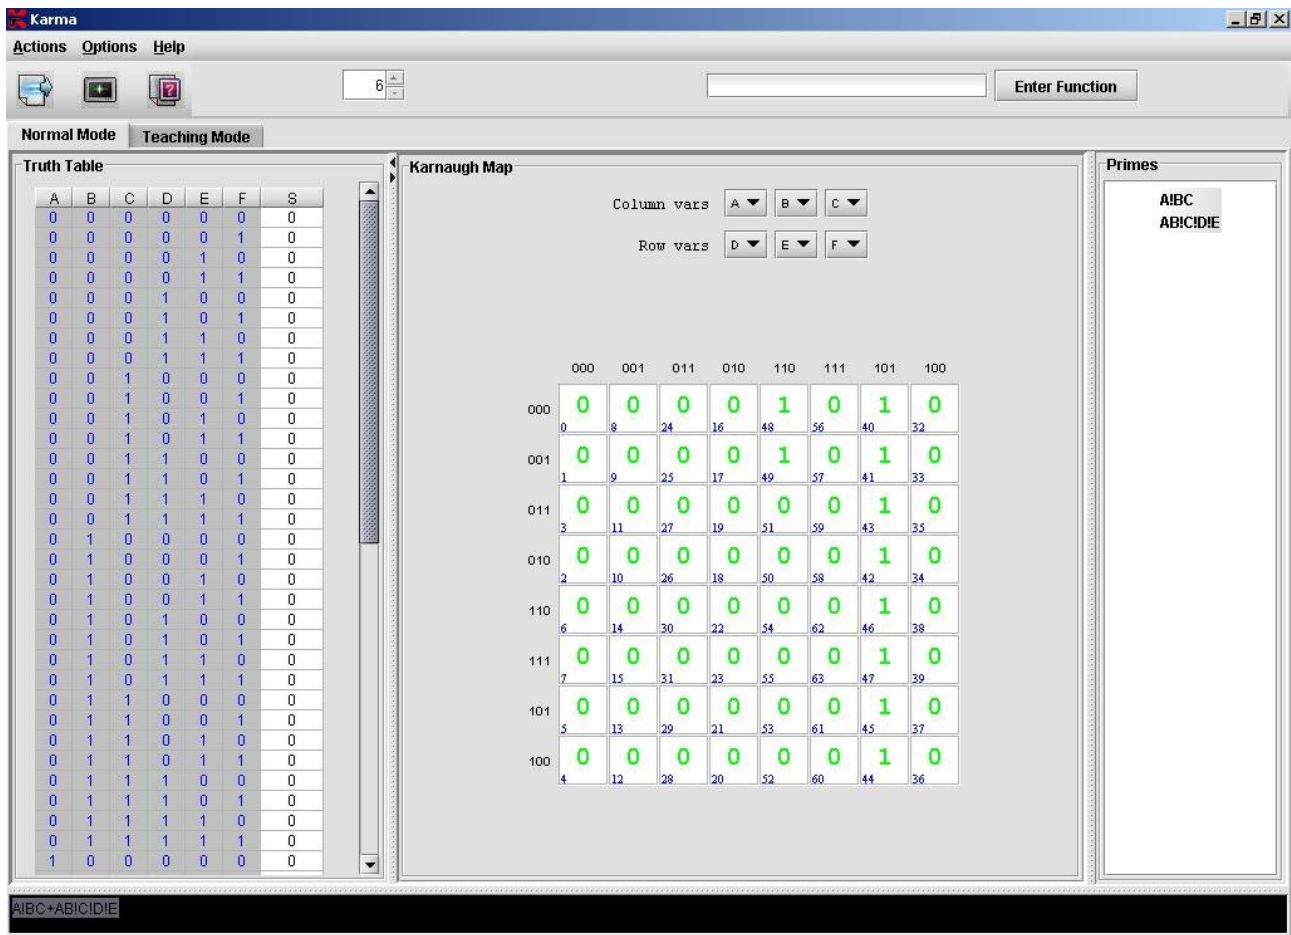 Karma
Actions Options Help
6
Enter Function
Normal Mode Teaching Mode
Truth Table
A B C D E F S
0 0 0 0 0 0 0
0 0 0 0 0 1 0
0 0 0 0 1 0 0
0 0 0 0 1 1 0
0 0 0 1 0 0 0
0 0 0 1 0 1 0
0 0 0 1 1 0 0
0 0 0 1 1 1 0
0 0 1 0 0 0 0
0 0 1 0 0 1 0
0 0 1 0 1 0 0
0 0 1 0 1 1 0
0 0 1 1 0 0 0
0 0 1 1 0 1 0
0 0 1 1 1 0 0
0 0 1 1 1 1 0
0 1 0 0 0 0 0
0 1 0 0 0 1 0
0 1 0 0 1 0 0
0 1 0 0 1 1 0
0 1 0 1 0 0 0
0 1 0 1 0 1 0
0 1 0 1 1 0 0
0 1 0 1 1 1 0
0 1 1 0 0 0 0
0 1 1 0 0 1 0
0 1 1 0 1 0 0
0 1 1 0 1 1 0
0 1 1 1 0 0 0
0 1 1 1 0 1 0
0 1 1 1 1 0 0
0 1 1 1 1 1 0
1 0 0 0 0 0 0
Karnaugh Map
Column vars A B C
Row vars D E F
000 001 011 010 110 111 101 100
000 0 0 0 0 1 0 1 0
0 8 24 16 48 56 40 32
001 0 0 0 0 1 0 1 0
1 9 25 17 49 57 41 33
011 0 0 0 0 0 0 1 0
3 11 27 19 51 59 43 35
010 0 0 0 0 0 0 1 0
2 10 26 18 50 58 42 34
110 0 0 0 0 0 0 1 0
6 14 30 22 54 62 46 38
111 0 0 0 0 0 0 1 0
7 15 31 23 55 63 47 39
101 0 0 0 0 0 0 1 0
5 13 29 21 53 61 45 37
100 0 0 0 0 0 0 1 0
4 12 28 20 52 60 44 36
Primes
A!BC
AB!C!D!E
A!BC+AB!C!D!E